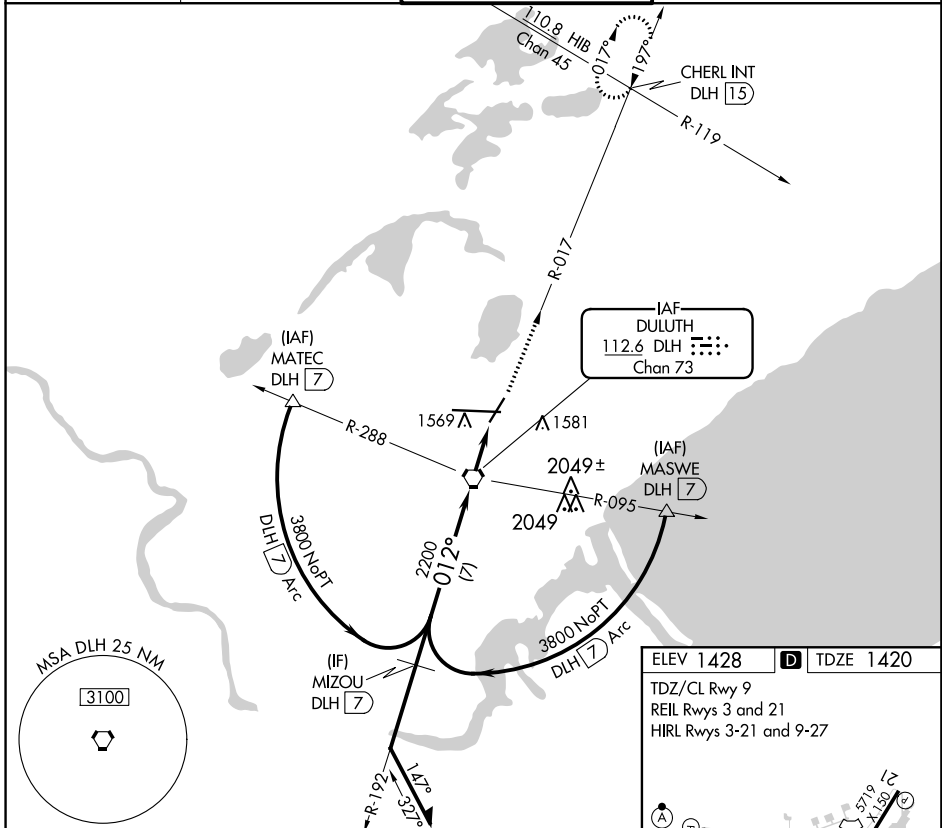 110.8 HIB
Chan 45
017°
197°
CHERL INT
DLH 15
R-119
R-017
IAF
DULUTH
112.6 DLH
Chan 73
(IAF)
MATEC
DLH 7
R-288
1569
1581
2049±
2049
(IAF)
MASWE
DLH 7
R-095
3800 NoPT
DLH 7 Arc
2200
012°
(7)
3800 NoPT
DLH 7 Arc
(IF)
MIZOU
DLH 7
MSA DLH 25 NM
3100
R-192
147°
327°
ELEV 1428 D TDZE 1420
TDZ/CL Rwy 9
REIL Rwys 3 and 21
HIRL Rwys 3-21 and 9-27
21
5719 X 150
P
A